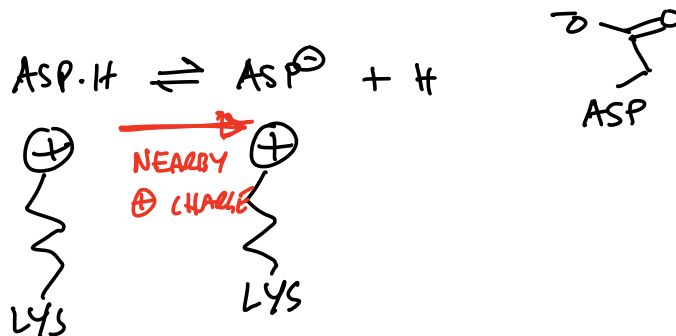 ASP·H ⇌ ASP⊖ + H
⊕ ⊕
NEARBY
⊕ CHARGE
LYS LYS
⁻O O
ASP